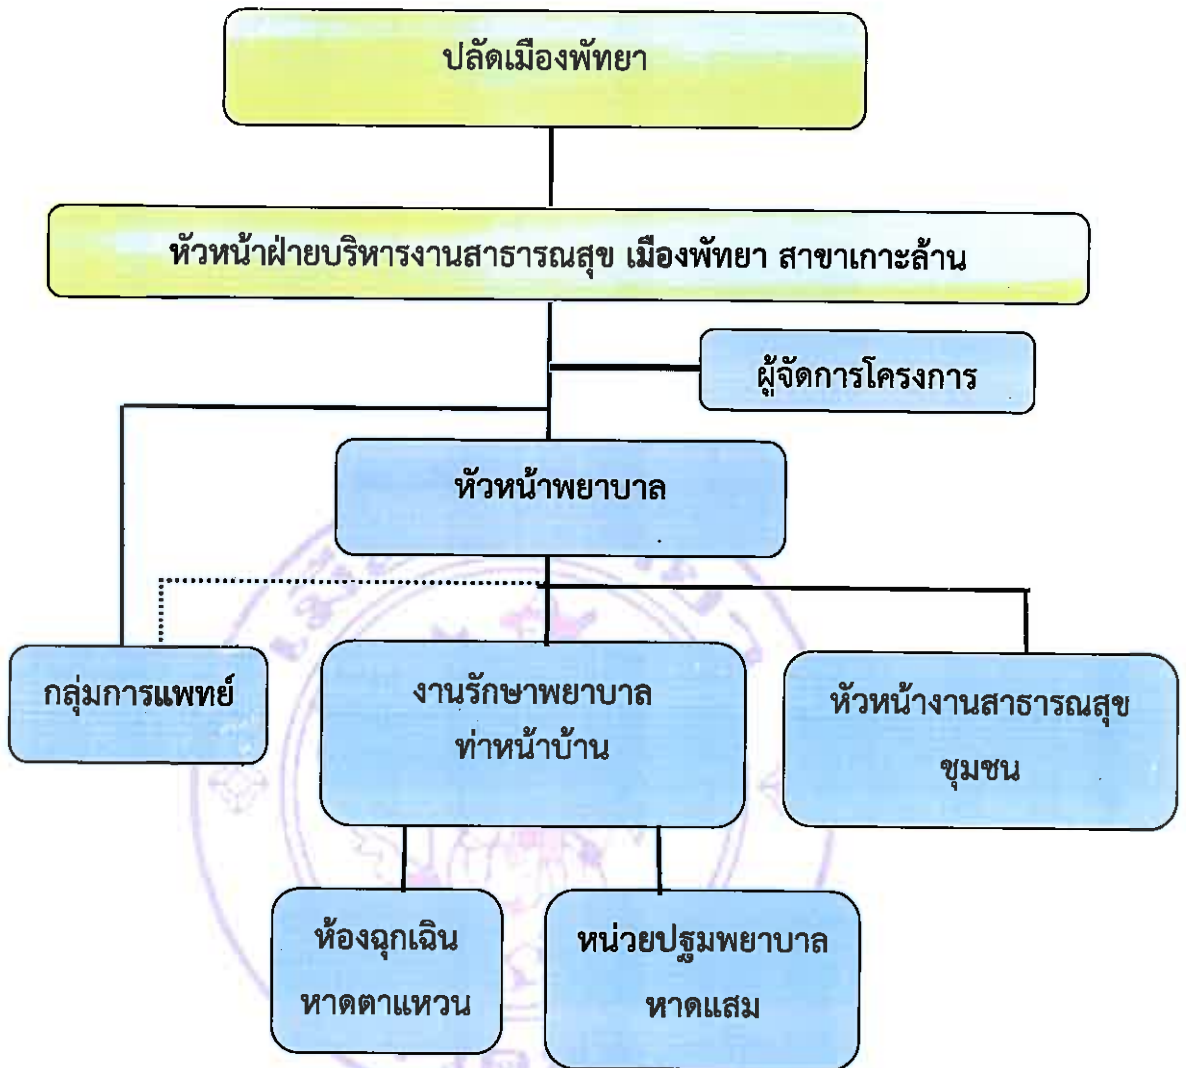 ปลัดเมืองพัทยา
หัวหน้าฝ่ายบริหารงานสาธารณสุข เมืองพัทยา สาขาเกาะล้าน
ผู้จัดการโครงการ
หัวหน้าพยาบาล
กลุ่มการแพทย์
งานรักษาพยาบาล
ท่าหน้าบ้าน
หัวหน้างานสาธารณสุข
ชุมชน
ห้องฉุกเฉิน
หาดตาแหวน
หน่วยปฐมพยาบาล
หาดแสม